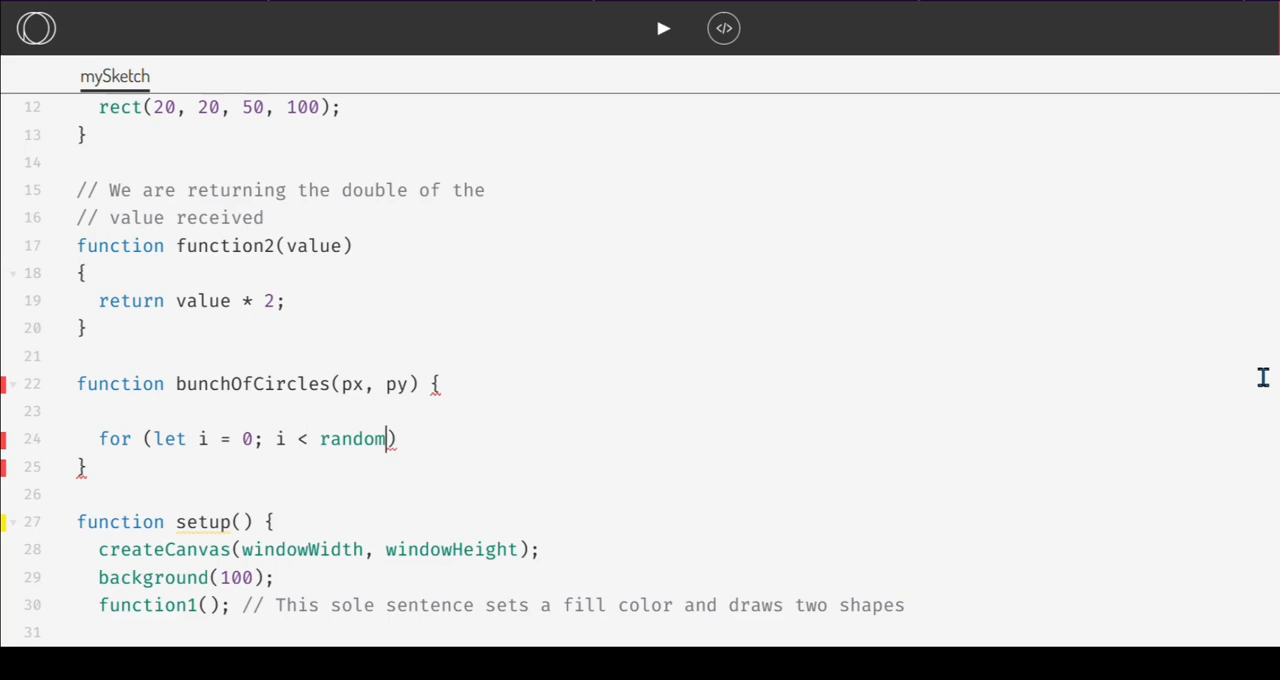 </>
mySketch
12 rect(20, 20, 50, 100);
13 }
14
15 // We are returning the double of the
16 // value received
17 function function2(value)
18 {
19 return value * 2;
20 }
21
22 function bunchOfCircles(px, py) {
23
24 for (let i = 0; i < random)
25 }
26
27 function setup() {
28 createCanvas(windowWidth, windowHeight);
29 background(100);
30 function1(); // This sole sentence sets a fill color and draws two shapes
31